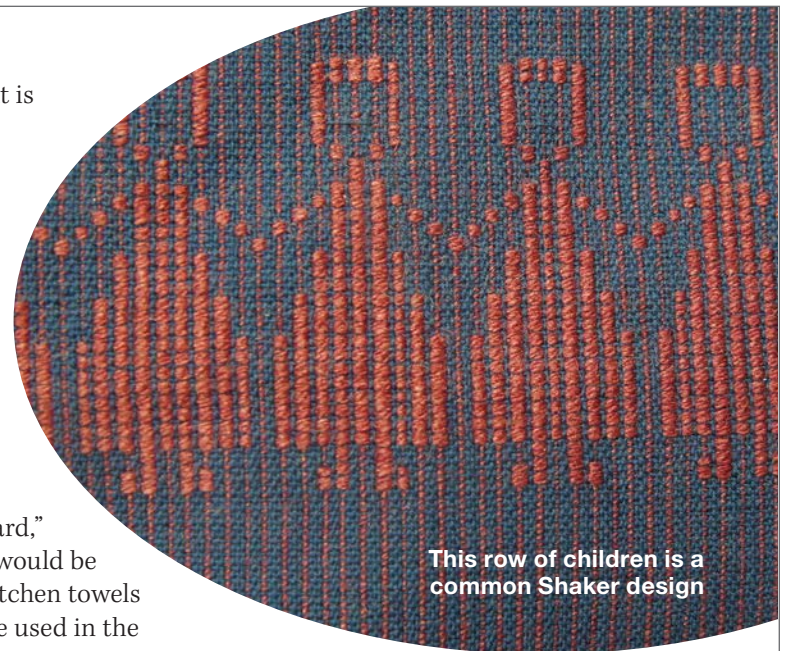 t is
ard,”
would be
tchen towels
e used in the
This row of children is a
common Shaker design